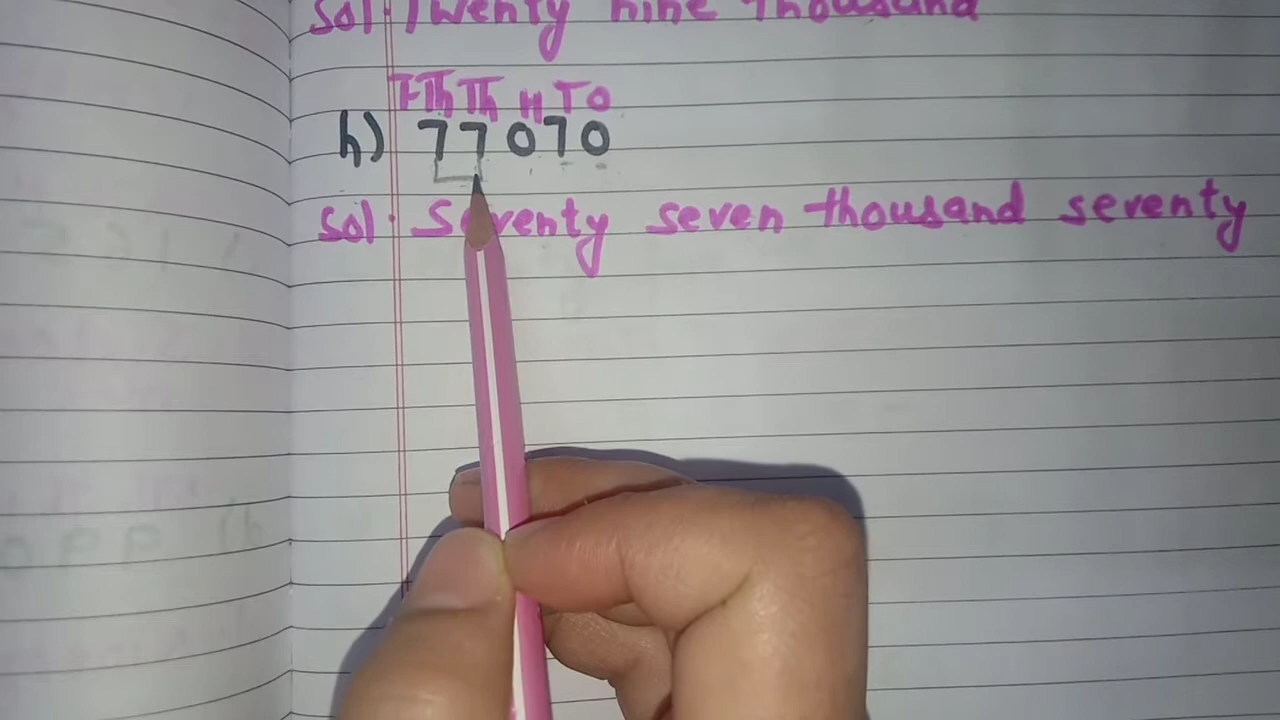 Sol. Twenty nine thousand
TTh Th H T O
h) 77070
Sol. Seventy seven thousand seventy